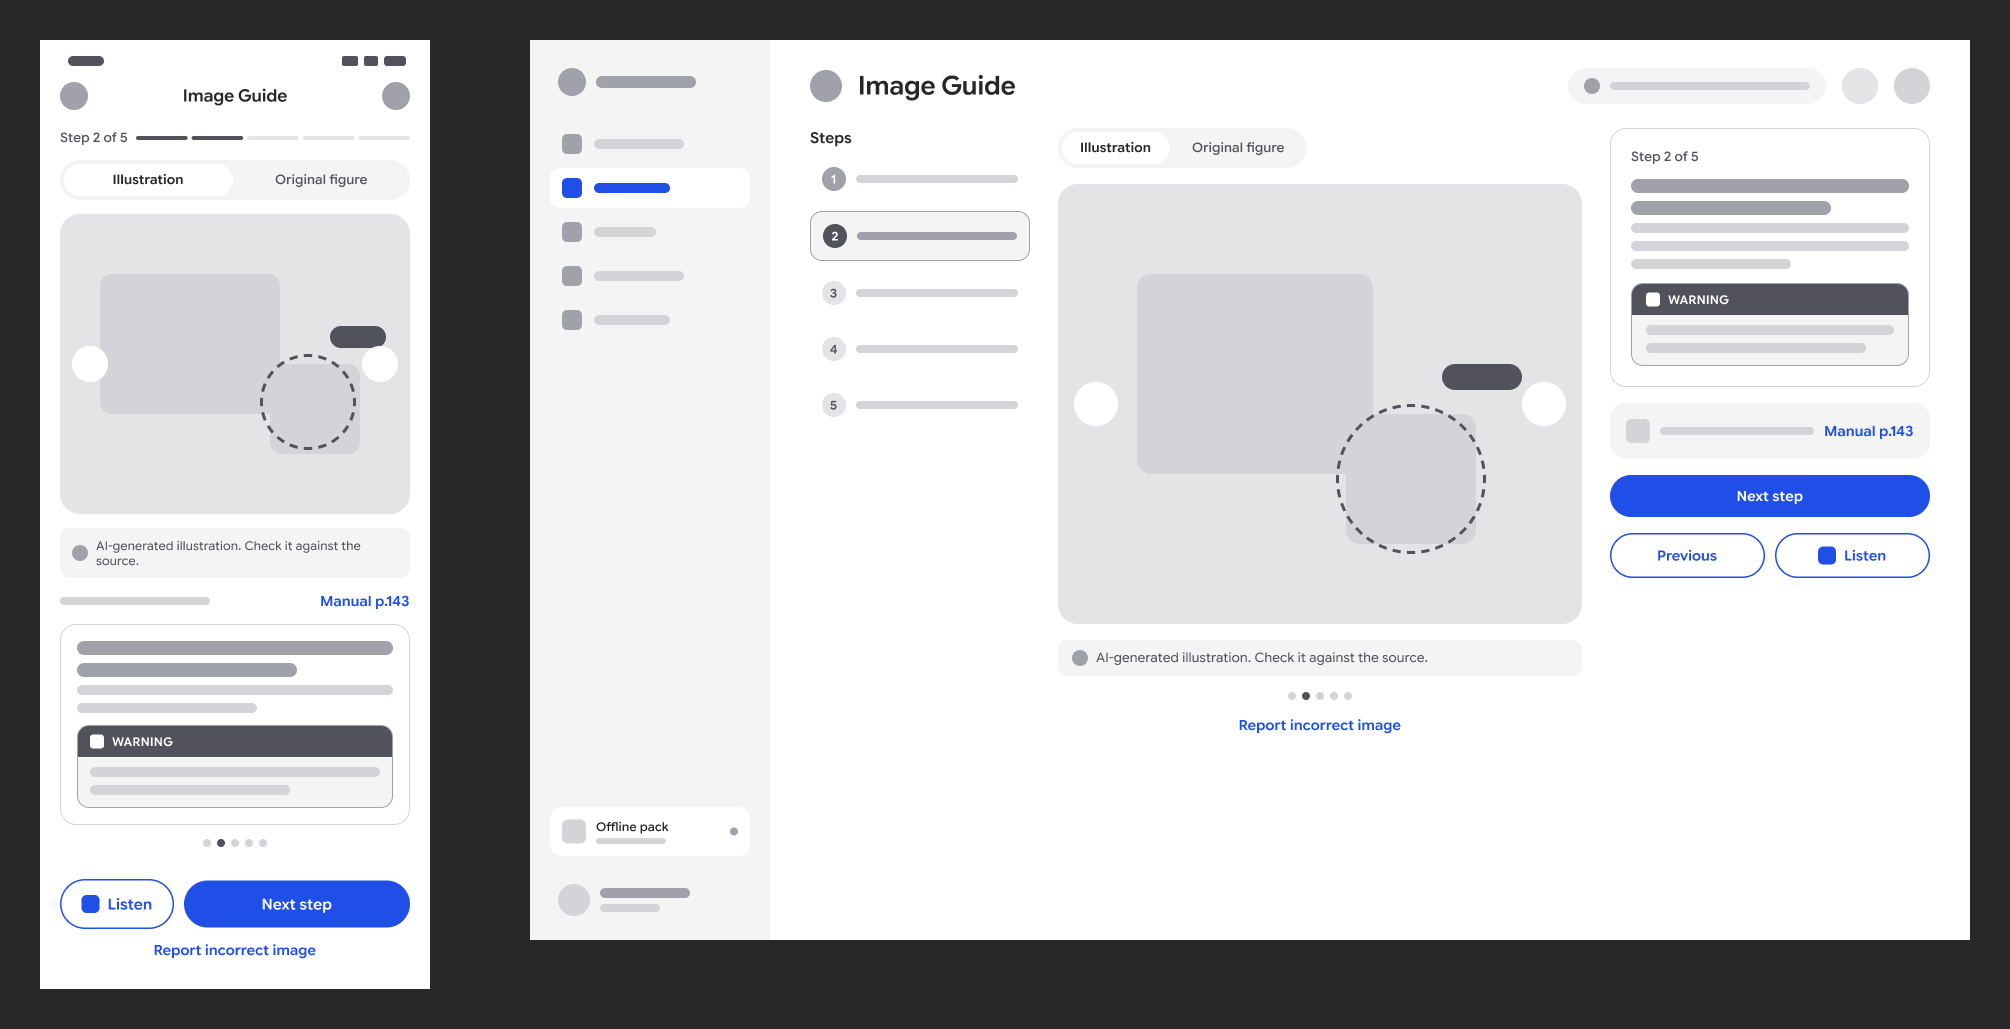 Image Guide
Step 2 of 5
Illustration
Original figure
AI-generated illustration. Check it against the
source.
Manual p.143
WARNING
Listen
Next step
Report incorrect image
Offline pack
Image Guide
Steps
1
2
3
4
5
Illustration
Original figure
AI-generated illustration. Check it against the source.
Report incorrect image
Step 2 of 5
WARNING
Manual p.143
Next step
Previous
Listen